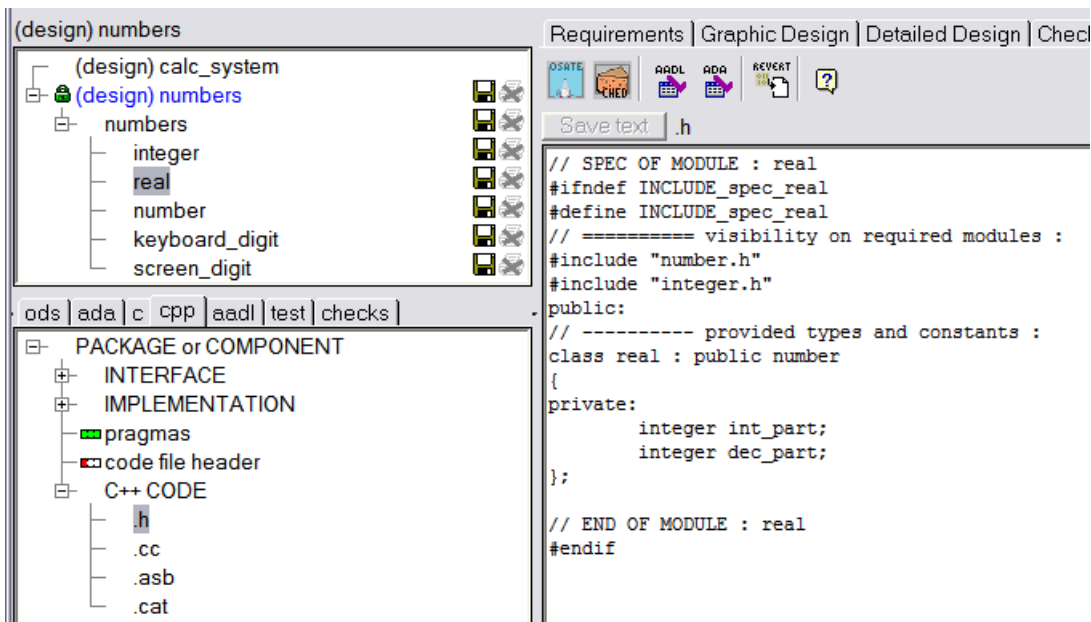 (design) numbers
(design) calc_system
(design) numbers
numbers
integer
real
number
keyboard_digit
screen_digit
ods
ada
c
cpp
aadl
test
checks
PACKAGE or COMPONENT
INTERFACE
IMPLEMENTATION
pragmas
code file header
C++ CODE
.h
.cc
.asb
.cat
Requirements
Graphic Design
Detailed Design
OSATE
CHED
AADL
ADA
REVERT
?
Save text
.h
// SPEC OF MODULE : real
#ifndef INCLUDE_spec_real
#define INCLUDE_spec_real
// ========== visibility on required modules :
#include "number.h"
#include "integer.h"
public:
// ---------- provided types and constants :
class real : public number
{
private:
integer int_part;
integer dec_part;
};
// END OF MODULE : real
#endif